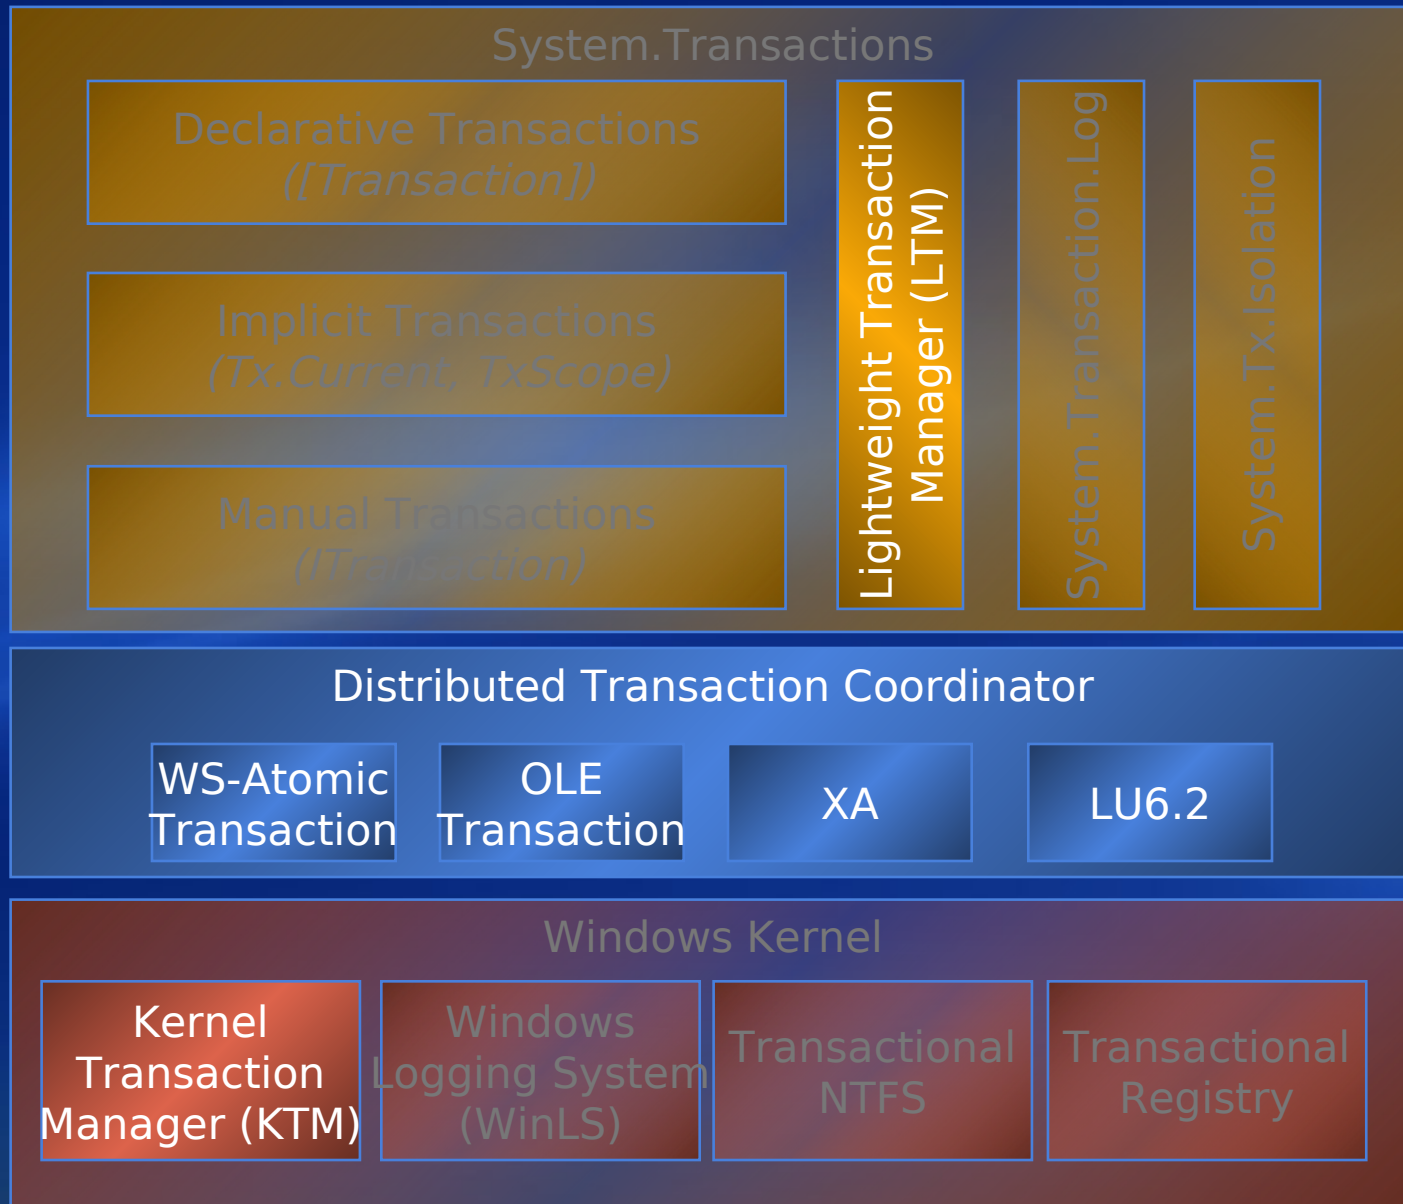 System.Transactions
Declarative Transactions
([Transaction])
Implicit Transactions
(Tx.Current, TxScope)
Manual Transactions
(ITransaction)
Lightweight Transaction
Manager (LTM)
System.Transaction.Log
System.Tx.Isolation
Distributed Transaction Coordinator
WS-Atomic
Transaction
OLE
Transaction
XA
LU6.2
Windows Kernel
Kernel
Transaction
Manager (KTM)
Windows
Logging System
(WinLS)
Transactional
NTFS
Transactional
Registry